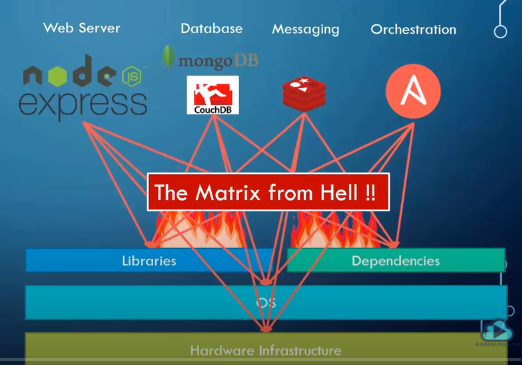 Web Server
Database
Messaging
Orchestration
node
JS
express
mongoDB
CouchDB
A
The Matrix from Hell !!
Libraries
Dependencies
OS
Hardware Infrastructure